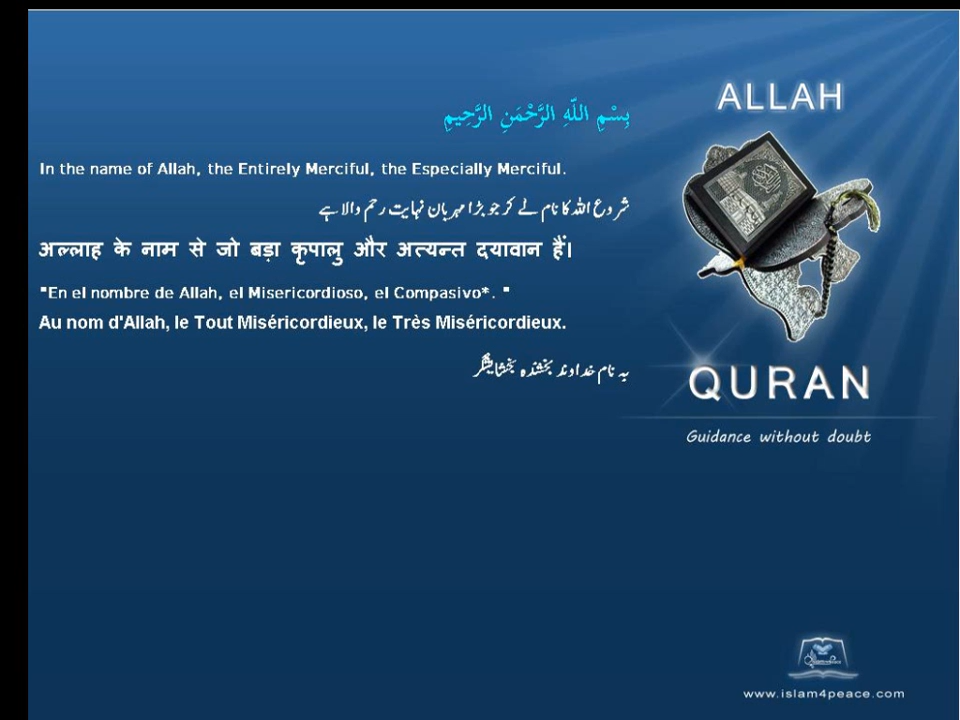 بِسْمِ اللَّهِ الرَّحْمَنِ الرَّحِيمِ
In the name of Allah, the Entirely Merciful, the Especially Merciful.
شروع الله کا نام لے کر جو بڑا مہربان نہایت رحم والا ہے
अल्लाह के नाम से जो बड़ा कृपालु और अत्यन्त दयावान हैं।
"En el nombre de Allah, el Misericordioso, el Compasivo*. "
Au nom d'Allah, le Tout Miséricordieux, le Très Miséricordieux.
به نام خداوند بخشنده بخشایشگر
ALLAH
QURAN
Guidance without doubt
www.islam4peace.com